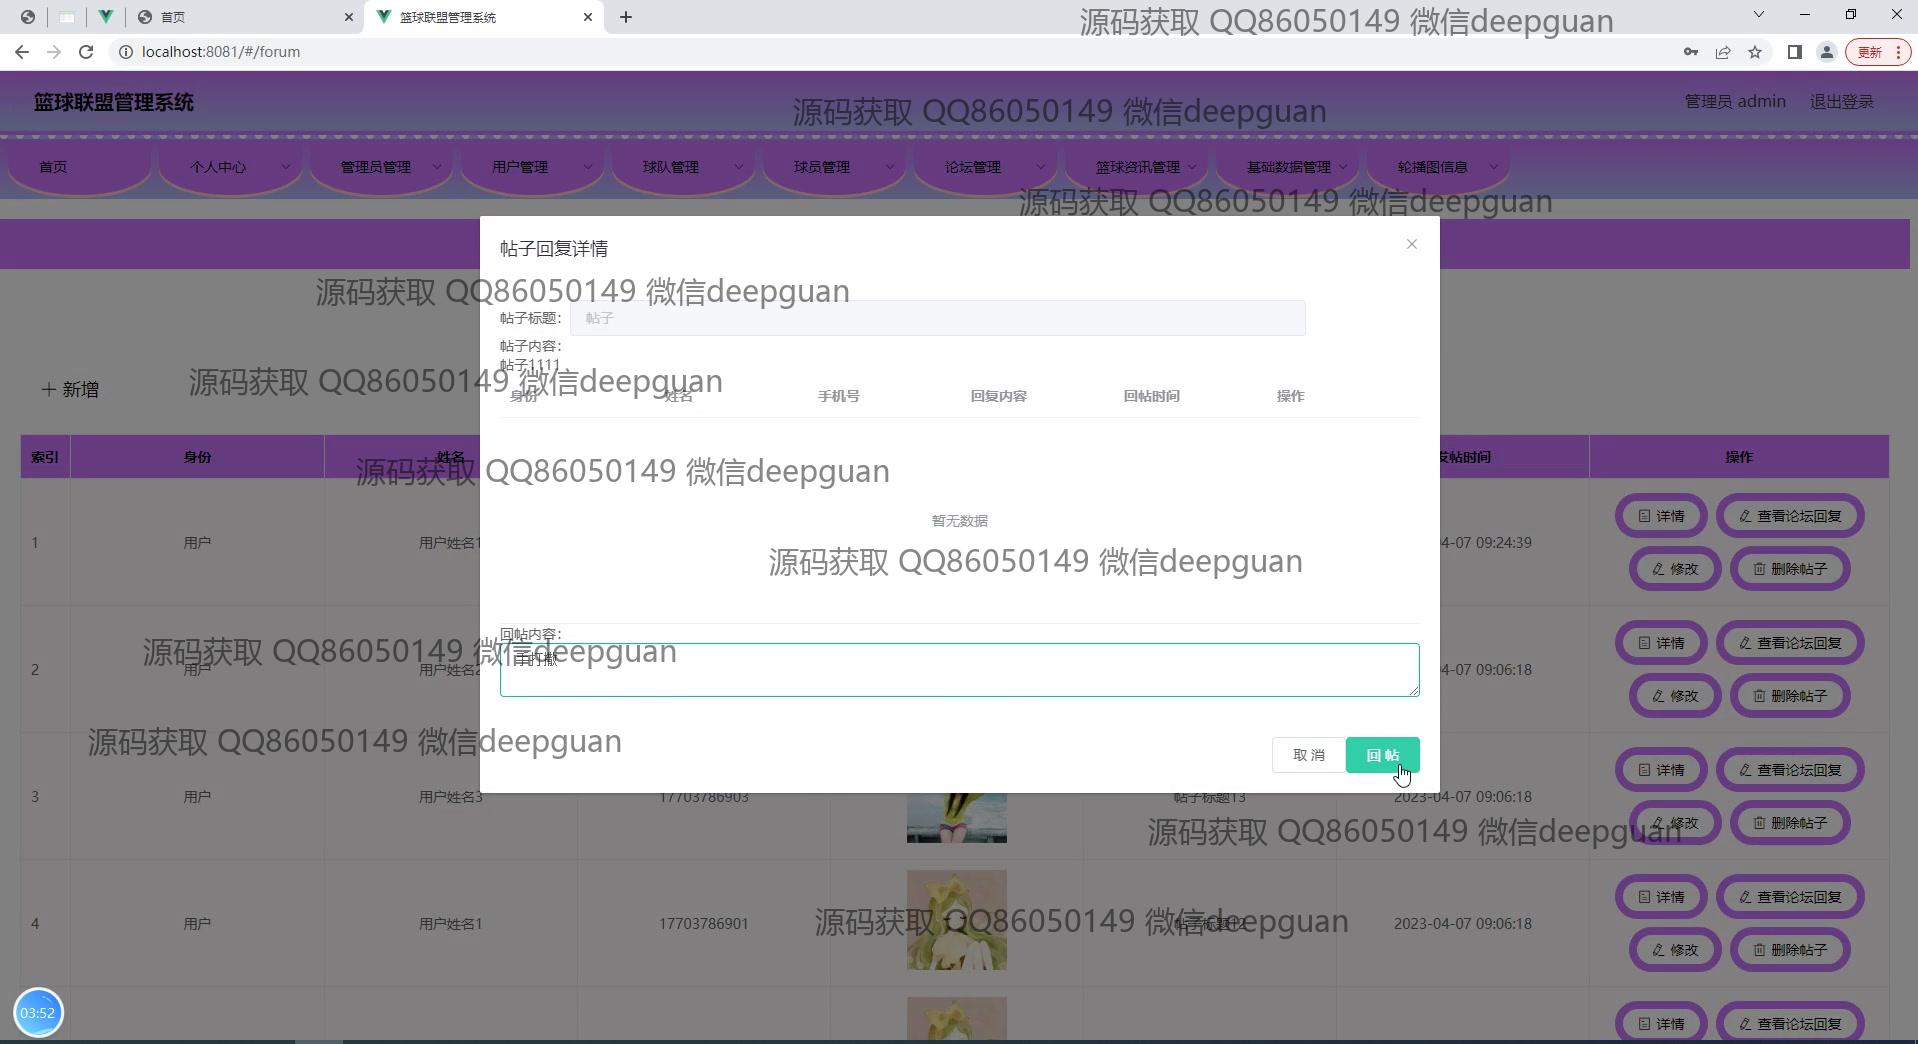 首页
篮球联盟管理系统
源码获取 QQ86050149 微信deepguan
localhost:8081/#/forum
更新
篮球联盟管理系统
源码获取 QQ86050149 微信deepguan
管理员 admin
退出登录
首页
个人中心
管理员管理
用户管理
球队管理
球员管理
论坛管理
篮球资讯管理
基础数据管理
轮播图信息
源码获取 QQ86050149 微信deepguan
帖子回复详情
源码获取 QQ86050149 微信deepguan
帖子标题:
帖子
帖子内容:
帖子1111
源码获取 QQ86050149 微信deepguan
新增
身份
姓名
手机号
回复内容
回帖时间
操作
索引
身份
姓名
发帖时间
操作
源码获取 QQ86050149 微信deepguan
暂无数据
源码获取 QQ86050149 微信deepguan
1
用户
用户姓名1
4-07 09:24:39
详情
查看论坛回复
修改
删除帖子
回帖内容:
源码获取 QQ86050149 微信deepguan
2
用户
用户姓名2
4-07 09:06:18
详情
查看论坛回复
修改
删除帖子
源码获取 QQ86050149 微信deepguan
取 消
回 帖
3
用户
用户姓名3
17703786903
帖子标题13
2023-04-07 09:06:18
详情
查看论坛回复
修改
删除帖子
源码获取 QQ86050149 微信deepguan
4
用户
用户姓名1
17703786901
帖子标题12
2023-04-07 09:06:18
详情
查看论坛回复
修改
删除帖子
源码获取 QQ86050149 微信deepguan
03:52
详情
查看论坛回复